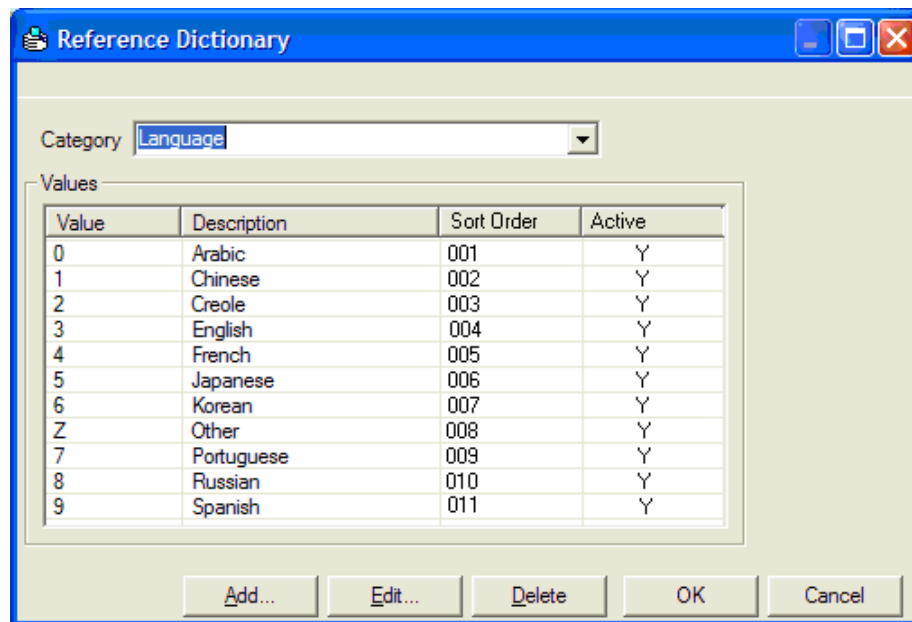 Reference Dictionary
Category Language
Values
Value Description Sort Order Active
0 Arabic 001 Y
1 Chinese 002 Y
2 Creole 003 Y
3 English 004 Y
4 French 005 Y
5 Japanese 006 Y
6 Korean 007 Y
Z Other 008 Y
7 Portuguese 009 Y
8 Russian 010 Y
9 Spanish 011 Y
Add... Edit... Delete OK Cancel